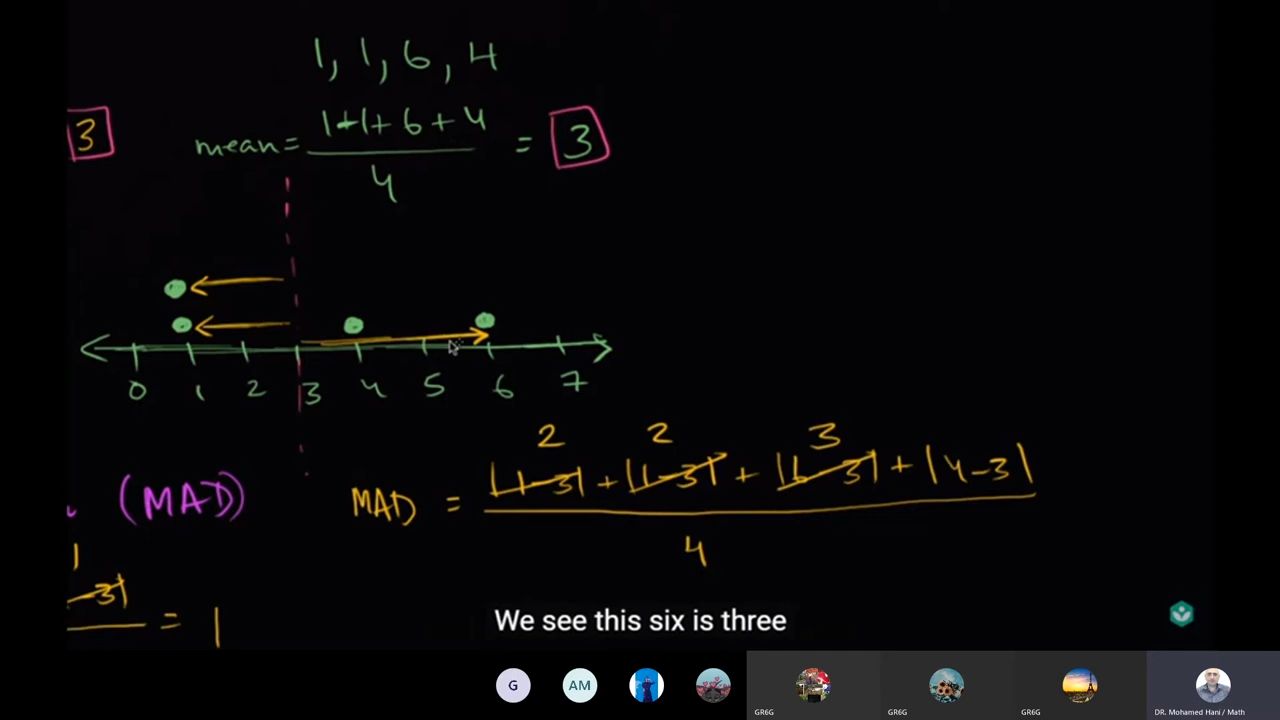 1, 1, 6, 4
3 mean = 1+1+6+4 / 4 = 3
0 1 2 3 4 5 6 7
2 2 3
(MAD) MAD = |1-3| + |1-3| + |6-3| + |4-3| / 4
1
-3| = 1
We see this six is three
G AM
GR6G GR6G GR6G DR. Mohamed Hani / Math